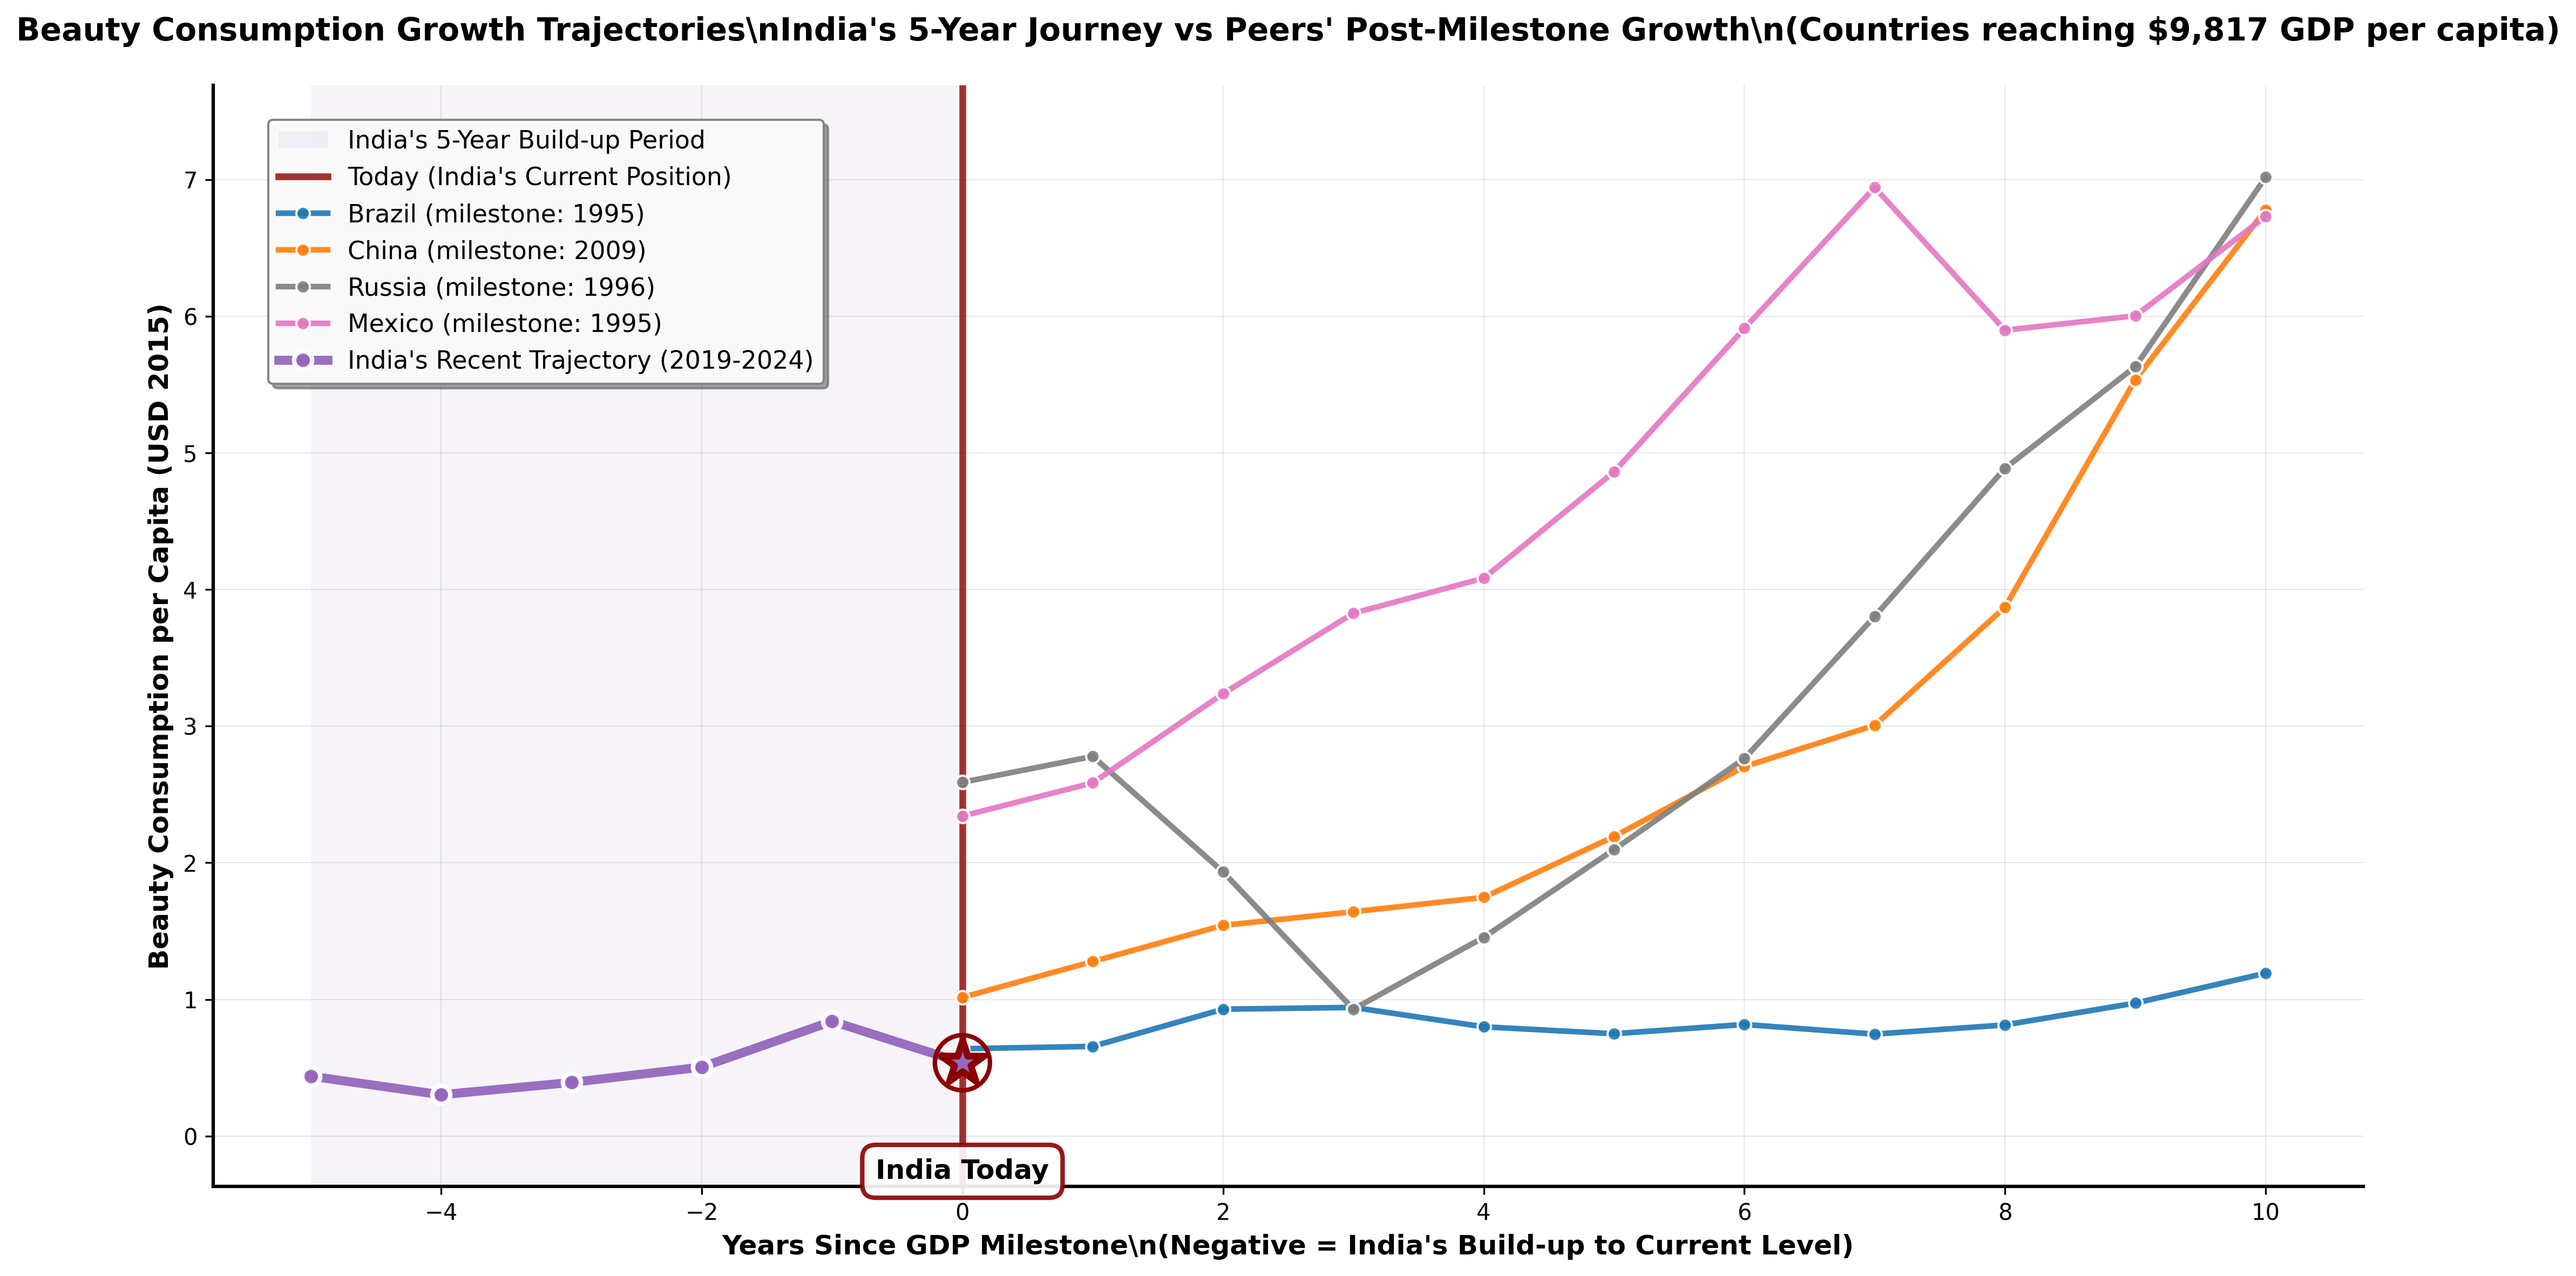 Beauty Consumption Growth Trajectories\nIndia's 5-Year Journey vs Peers' Post-Milestone Growth\n(Countries reaching $9,817 GDP per capita)
India's 5-Year Build-up Period
Today (India's Current Position)
Brazil (milestone: 1995)
China (milestone: 2009)
Russia (milestone: 1996)
Mexico (milestone: 1995)
India's Recent Trajectory (2019-2024)
Beauty Consumption per Capita (USD 2015)
7
6
5
4
3
2
1
0
India Today
−4 −2 0 2 4 6 8 10
Years Since GDP Milestone\n(Negative = India's Build-up to Current Level)